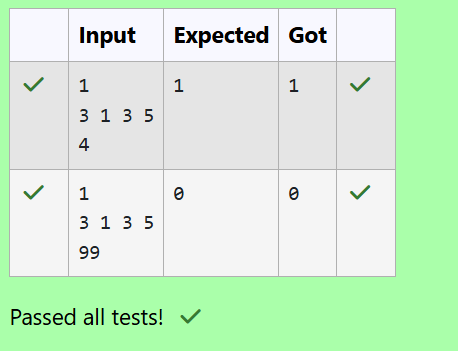 Input Expected Got
1 1 1
3 1 3 5
4
1 0 0
3 1 3 5
99
Passed all tests!